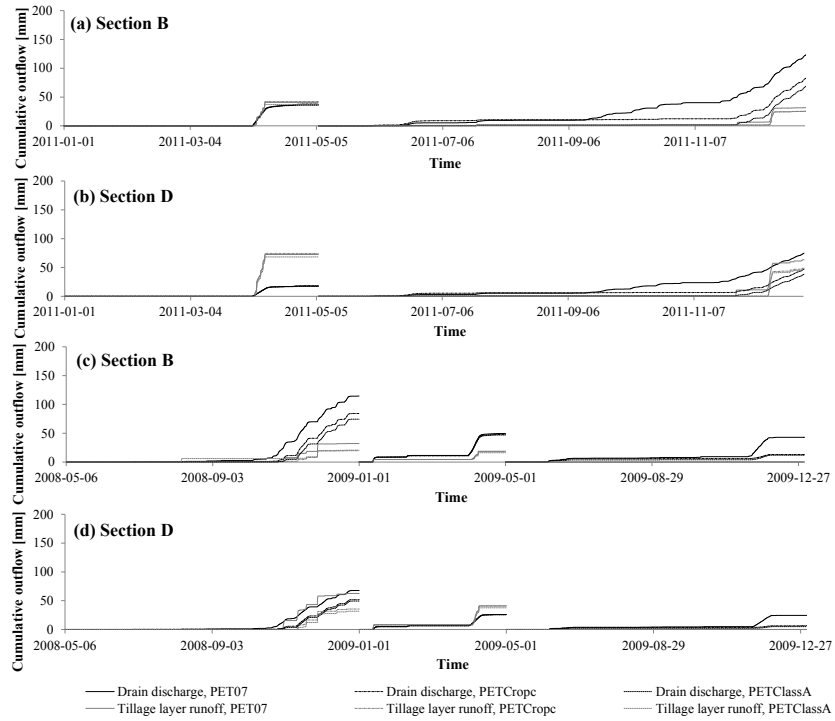 (a) Section B
Cumulative outflow [mm]
200
150
100
50
0
2011-01-01 2011-03-04 2011-05-05 2011-07-06 2011-09-06 2011-11-07
Time
(b) Section D
Cumulative outflow [mm]
200
150
100
50
0
2011-01-01 2011-03-04 2011-05-05 2011-07-06 2011-09-06 2011-11-07
Time
(c) Section B
Cumulative outflow [mm]
200
150
100
50
0
2008-05-06 2008-09-03 2009-01-01 2009-05-01 2009-08-29 2009-12-27
Time
(d) Section D
Cumulative outflow [mm]
200
150
100
50
0
2008-05-06 2008-09-03 2009-01-01 2009-05-01 2009-08-29 2009-12-27
Time
Drain discharge, PET07 Drain discharge, PETCropc Drain discharge, PETClassA
Tillage layer runoff, PET07 Tillage layer runoff, PETCropc Tillage layer runoff, PETClassA